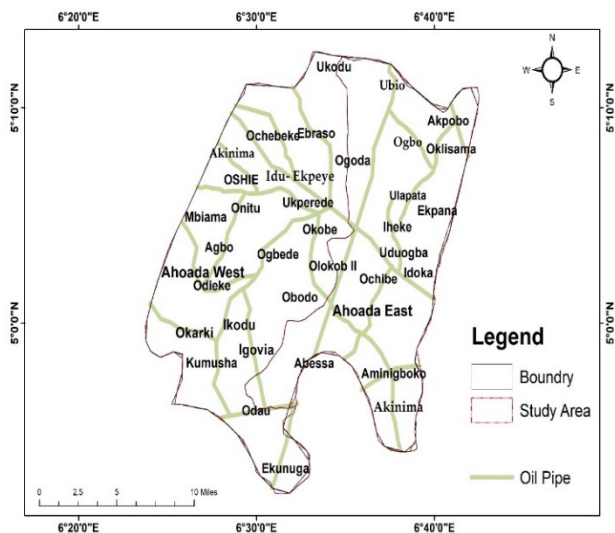 6°20'0"E 6°30'0"E 6°40'0"E
N
W E
S
5°10'0"N 5°10'0"N
5°0'0"N 5°0'0"N
Ukodu
Ubio
Akpobo
Ochebeke Ebraso
Ogbo
Oklisama
Akinima
Ogoda
OSHIE Idu- Ekpeye
Ulapata
Onitu Ukperede
Ekpana
Mbiama
Okobe Iheke
Agbo Ogbede
Uduogba
Ahoada West Olokob II Idoka
Odieke Ochibe
Obodo
Ahoada East
Okarki Ikodu
Igovia
Kumusha Abessa
Aminigboko
Odau Akinima
Ekunuga
Legend
Boundry
Study Area
Oil Pipe
0 2.5 5 10 Miles
6°20'0"E 6°30'0"E 6°40'0"E